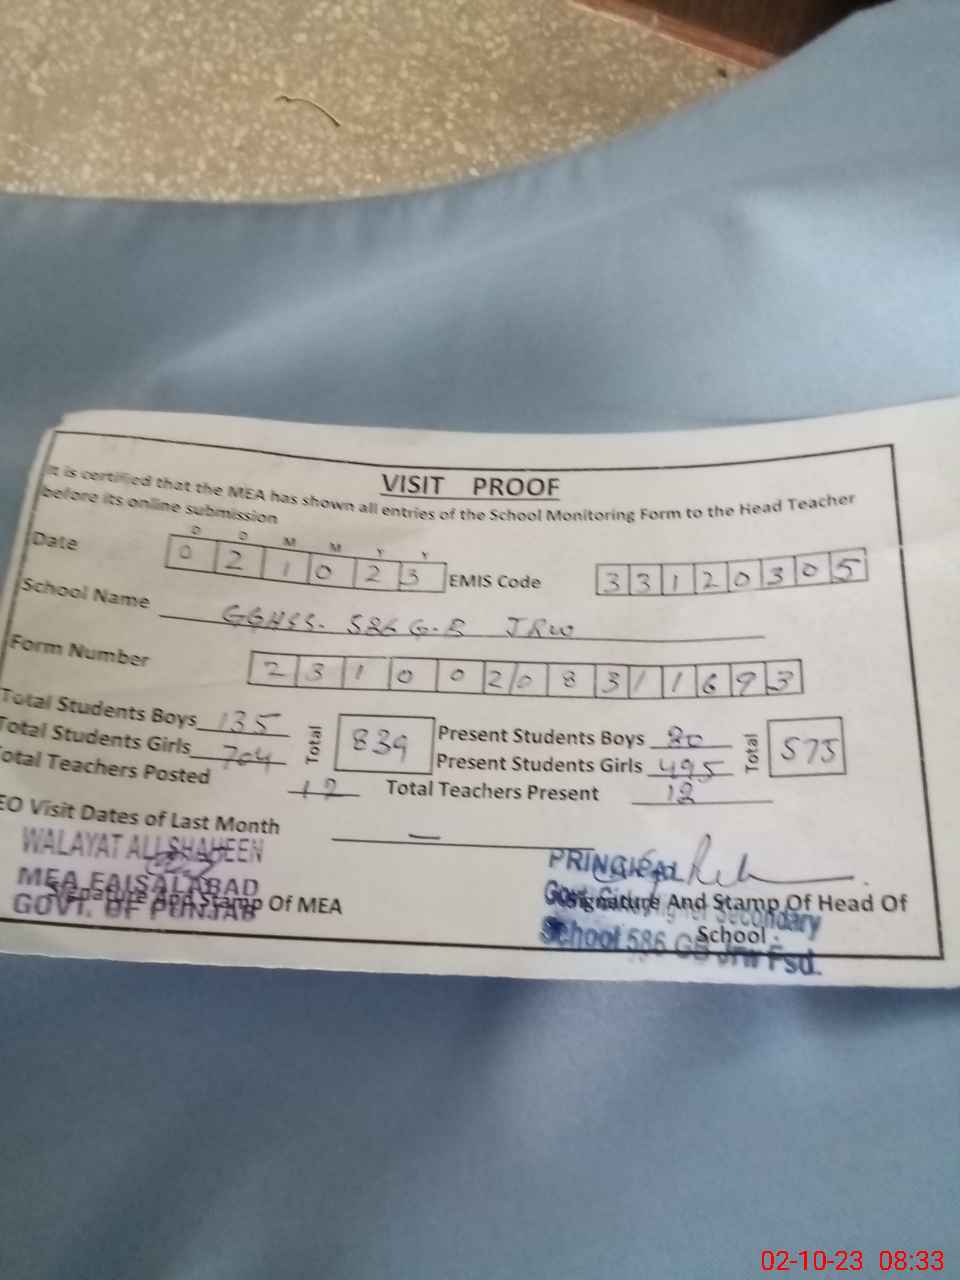 VISIT PROOF
It is certified that the MEA has shown all entries of the School Monitoring Form to the Head Teacher
before its online submission
D D M M Y Y
Date 0 2 1 0 2 3 EMIS Code 3 3 1 2 0 3 0 5
School Name GGHSS. 586 G.B JRW
Form Number 2 3 1 0 0 2 0 8 3 1 1 6 9 3
Total Students Boys 135 Total 839 Present Students Boys 80 Total 575
Total Students Girls 704 Present Students Girls 495
Total Teachers Posted 12 Total Teachers Present 12
EO Visit Dates of Last Month —
WALAYAT ALI SHAHEEN
MEA FAISALABAD
GOVT. OF PUNJAB
Signature And Stamp Of MEA
PRINCIPAL
Govt. Girls Higher Secondary
School 586 GB JRW Fsd.
Signature And Stamp Of Head Of
School
02-10-23 08:33